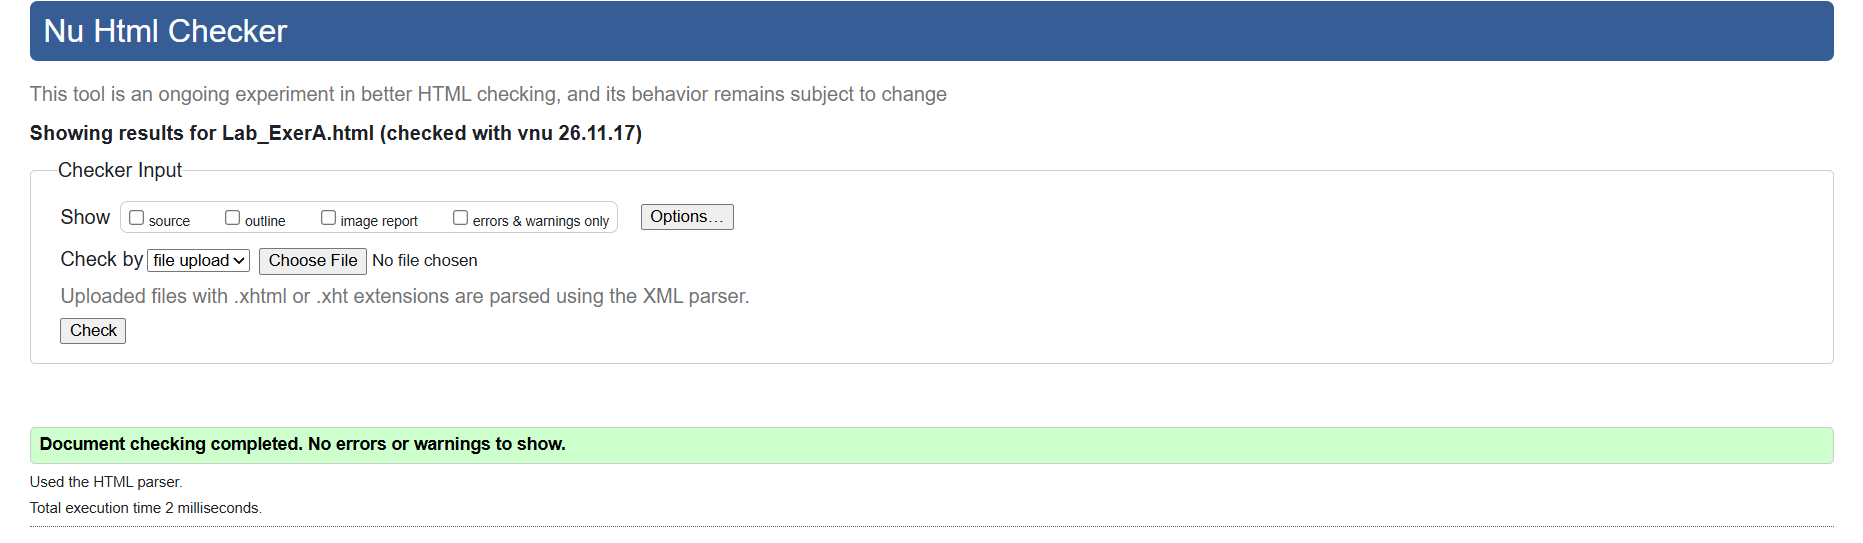 Nu Html Checker
This tool is an ongoing experiment in better HTML checking, and its behavior remains subject to change
Showing results for Lab_ExerA.html (checked with vnu 26.11.17)
Checker Input
Show source outline image report errors & warnings only Options...
Check by file upload Choose File No file chosen
Uploaded files with .xhtml or .xht extensions are parsed using the XML parser.
Check
Document checking completed. No errors or warnings to show.
Used the HTML parser.
Total execution time 2 milliseconds.